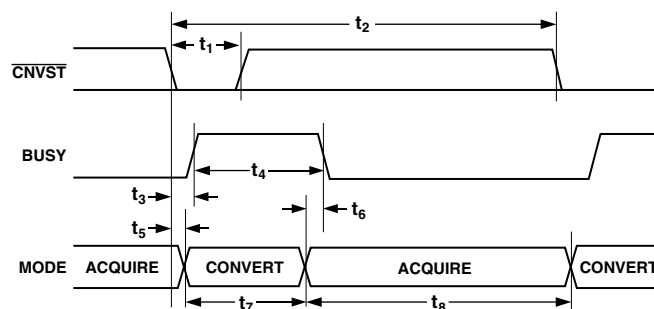 t2
t1
CNVST
BUSY
t4
t3
t6
t5
MODE ACQUIRE CONVERT ACQUIRE CONVERT
t7 t8